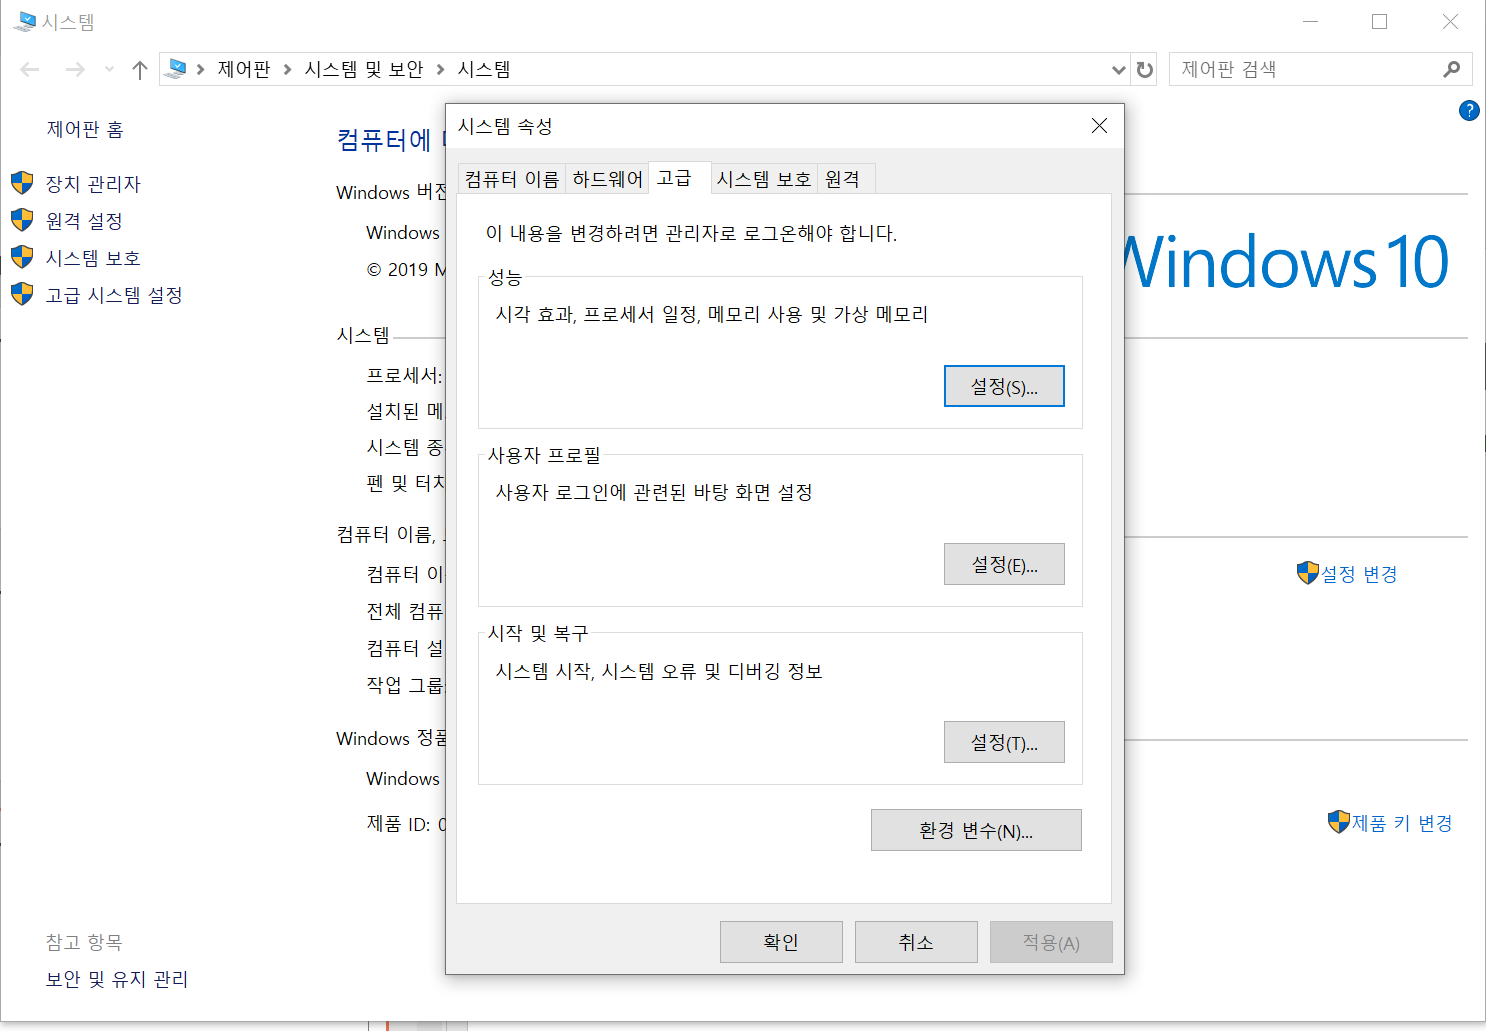 시스템
제어판 시스템 및 보안 시스템
제어판 검색
?
제어판 홈
장치 관리자
원격 설정
시스템 보호
고급 시스템 설정
참고 항목
보안 및 유지 관리
컴퓨터에
Windows 버전
Windows
© 2019
Windows 10
시스템
프로세서:
설치된
시스템
펜 및 터치
컴퓨터 이름,
컴퓨터
전체
컴퓨터
작업
설정 변경
Windows
Windows
제품 ID:
제품 키 변경
시스템 속성
컴퓨터 이름 하드웨어 고급 시스템 보호 원격
이 내용을 변경하려면 관리자로 로그온해야 합니다.
성능
시각 효과, 프로세서 일정, 메모리 사용 및 가상 메모리
설정(S)...
사용자 프로필
사용자 로그인에 관련된 바탕 화면 설정
설정(E)...
시작 및 복구
시스템 시작, 시스템 오류 및 디버깅 정보
설정(T)...
환경 변수(N)...
확인 취소 적용(A)